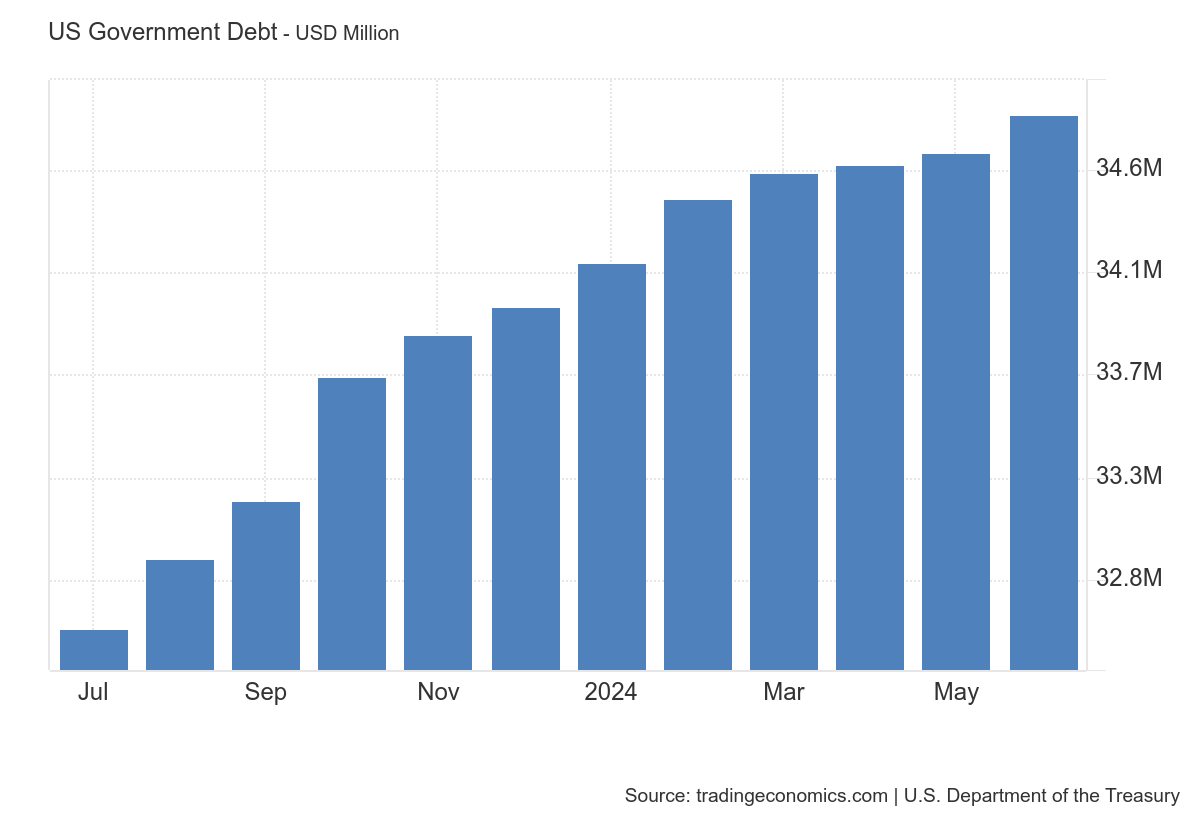 US Government Debt - USD Million
34.6M
34.1M
33.7M
33.3M
32.8M
Jul Sep Nov 2024 Mar May
Source: tradingeconomics.com | U.S. Department of the Treasury